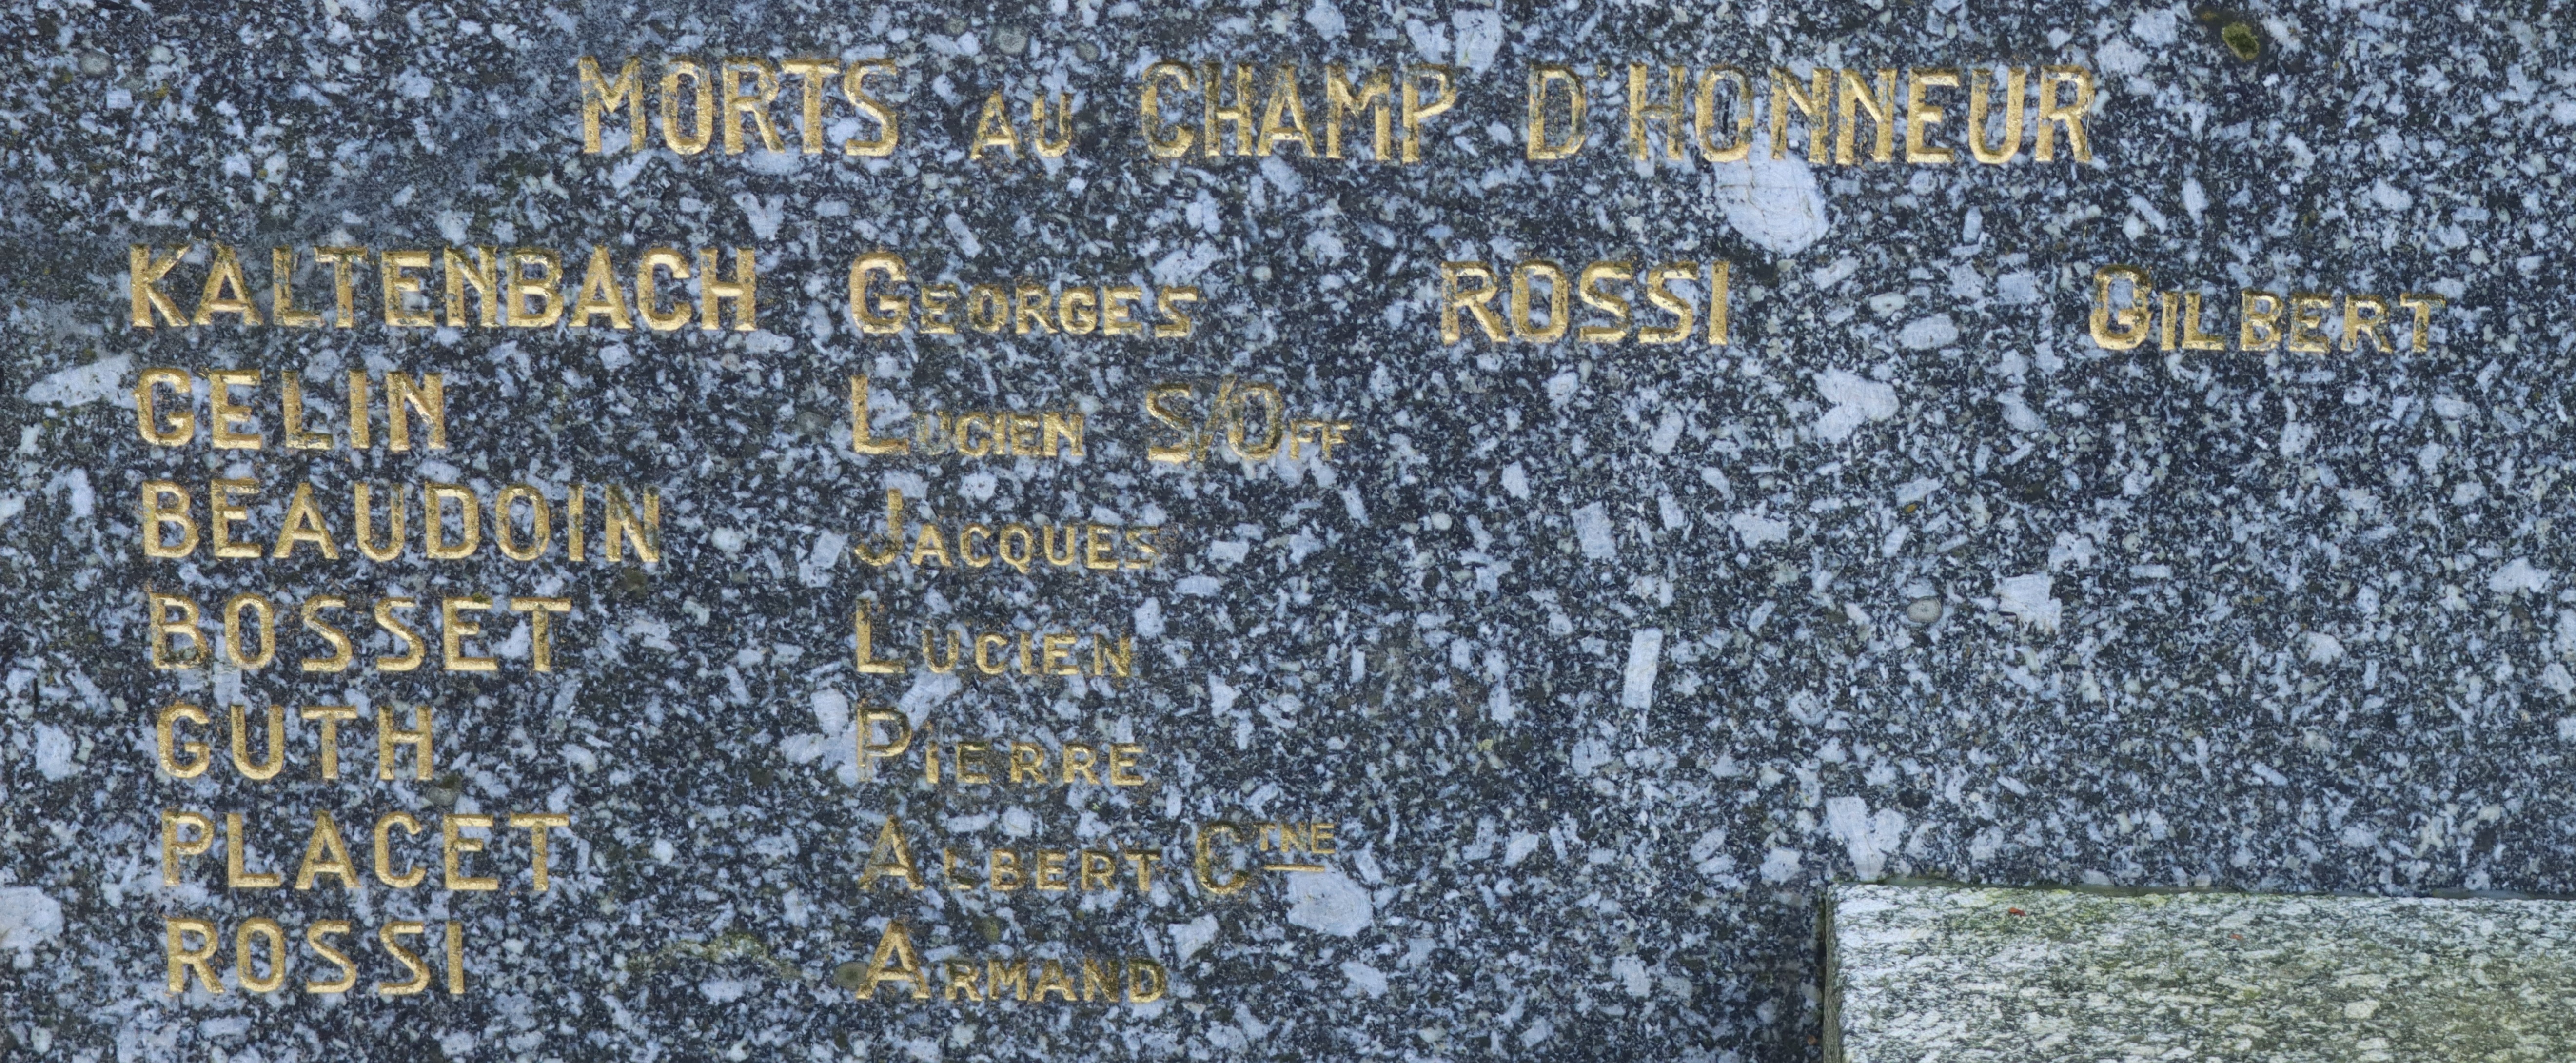 MORTS AU CHAMP D'HONNEUR
KALTENBACH GEORGES ROSSI GILBERT
GELIN LUCIEN S/OFF
BEAUDOIN JACQUES
BOSSET LUCIEN
GUTH PIERRE
PLACET ALBERT CTNE
ROSSI ARMAND